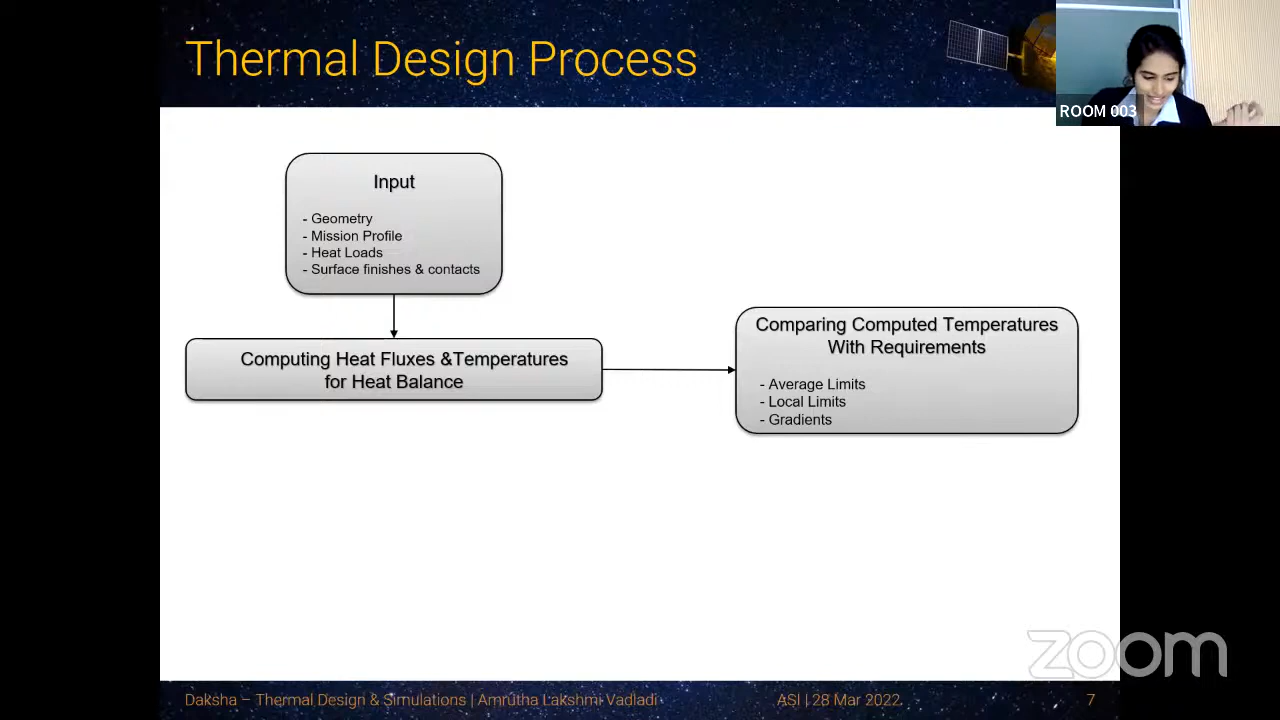 Thermal Design Process
ROOM 003
Input
- Geometry
- Mission Profile
- Heat Loads
- Surface finishes & contacts
Computing Heat Fluxes &Temperatures
for Heat Balance
Comparing Computed Temperatures
With Requirements
- Average Limits
- Local Limits
- Gradients
zoom
Daksha – Thermal Design & Simulations | Amrutha Lakshmi Vadladi
ASI | 28 Mar 2022
7